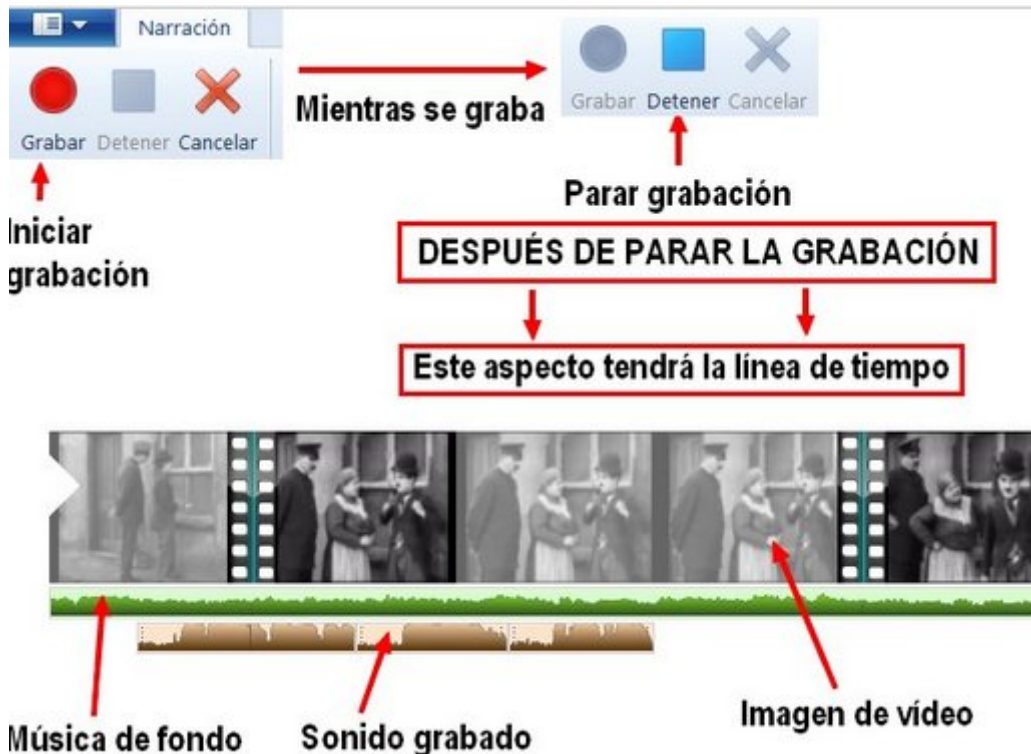 Narración
Grabar Detener Cancelar
Mientras se graba
Grabar Detener Cancelar
Iniciar
grabación
Parar grabación
DESPUÉS DE PARAR LA GRABACIÓN
Este aspecto tendrá la línea de tiempo
Música de fondo
Sonido grabado
Imagen de vídeo